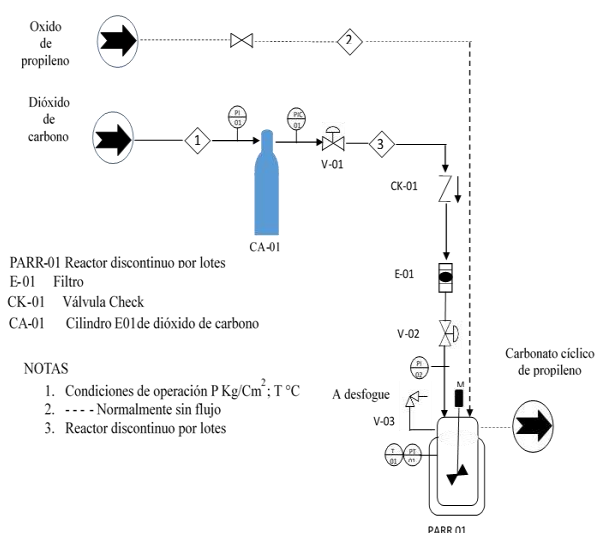 Oxido
de
propileno
2
Dióxido
de
carbono
1
PI
01
PIC
01
V-01
3
CK-01
CA-01
PARR-01 Reactor discontinuo por lotes
E-01 Filtro
CK-01 Válvula Check
CA-01 Cilindro E01de dióxido de carbono
E-01
V-02
NOTAS
1. Condiciones de operación P Kg/Cm2; T °C
2. - - - - Normalmente sin flujo
3. Reactor discontinuo por lotes
PI
02
M
A desfogue
V-03
Carbonato cíclico
de propileno
T
01
PT
PARR 01